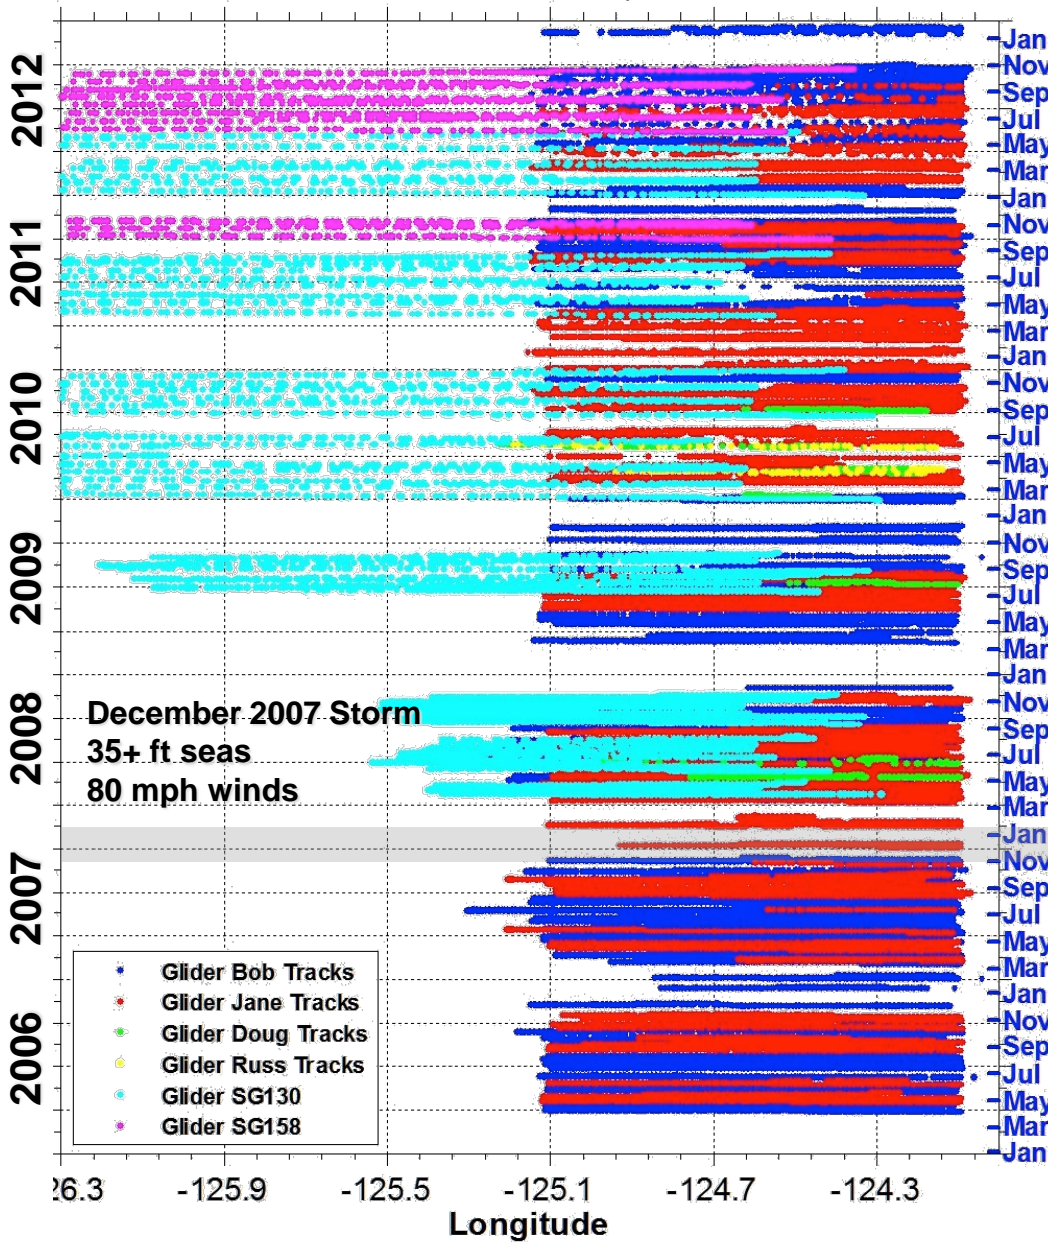 Jan
Nov
Sep
Jul
May
Mar
Jan
Nov
Sep
Jul
May
Mar
Jan
Nov
Sep
Jul
May
Mar
Jan
Nov
Sep
Jul
May
Mar
Jan
Nov
Sep
Jul
May
Mar
Jan
Nov
Sep
Jul
May
Mar
Jan
Nov
Sep
Jul
May
Mar
Jan
2012
2011
2010
2009
2008
2007
2006
December 2007 Storm
35+ ft seas
80 mph winds
Glider Bob Tracks
Glider Jane Tracks
Glider Doug Tracks
Glider Russ Tracks
Glider SG130
Glider SG158
26.3 -125.9 -125.5 -125.1 -124.7 -124.3
Longitude